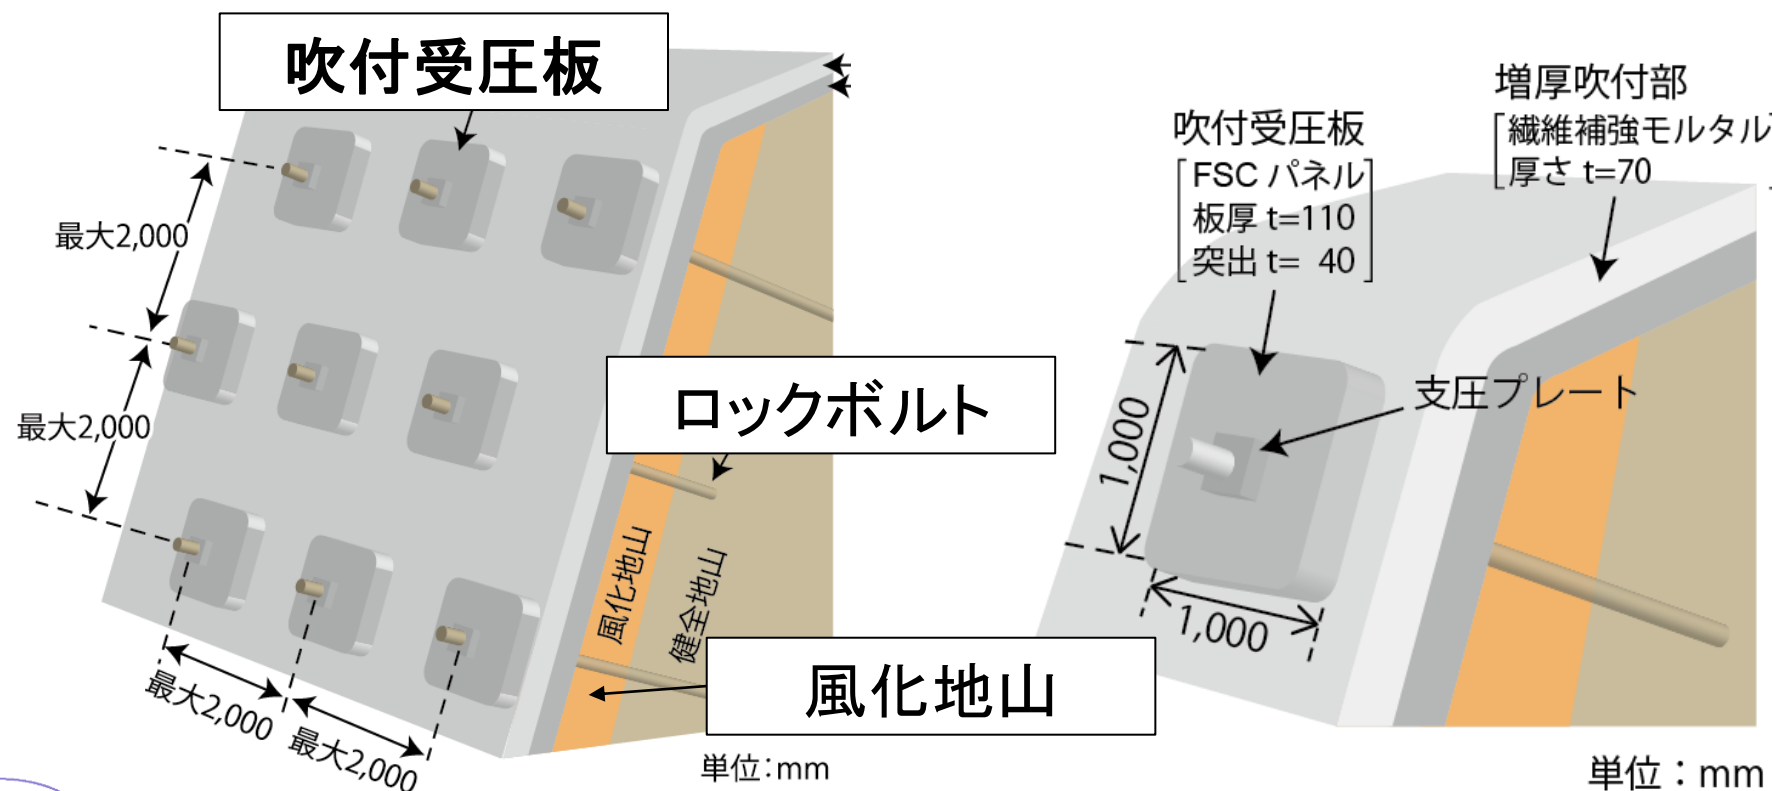 吹付受圧板
最大2,000
最大2,000
ロックボルト
風化地山
健全地山
風化地山
最大2,000
最大2,000
単位：mm
増厚吹付部
繊維補強モルタル
厚さ t=70
吹付受圧板
FSC パネル
板厚 t=110
突出 t= 40
支圧プレート
1,000
1,000
単位：mm